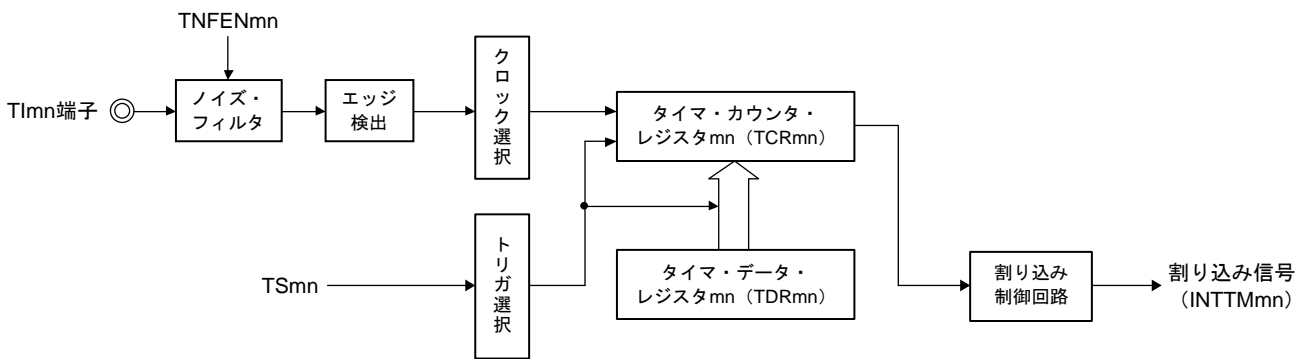 TNFENmn
TImn端子
ノイズ・
フィルタ
エッジ
検出
クロック選択
タイマ・カウンタ・
レジスタmn（TCRmn）
TSmn
トリガ選択
タイマ・データ・
レジスタmn（TDRmn）
割り込み
制御回路
割り込み信号
（INTTMmn）